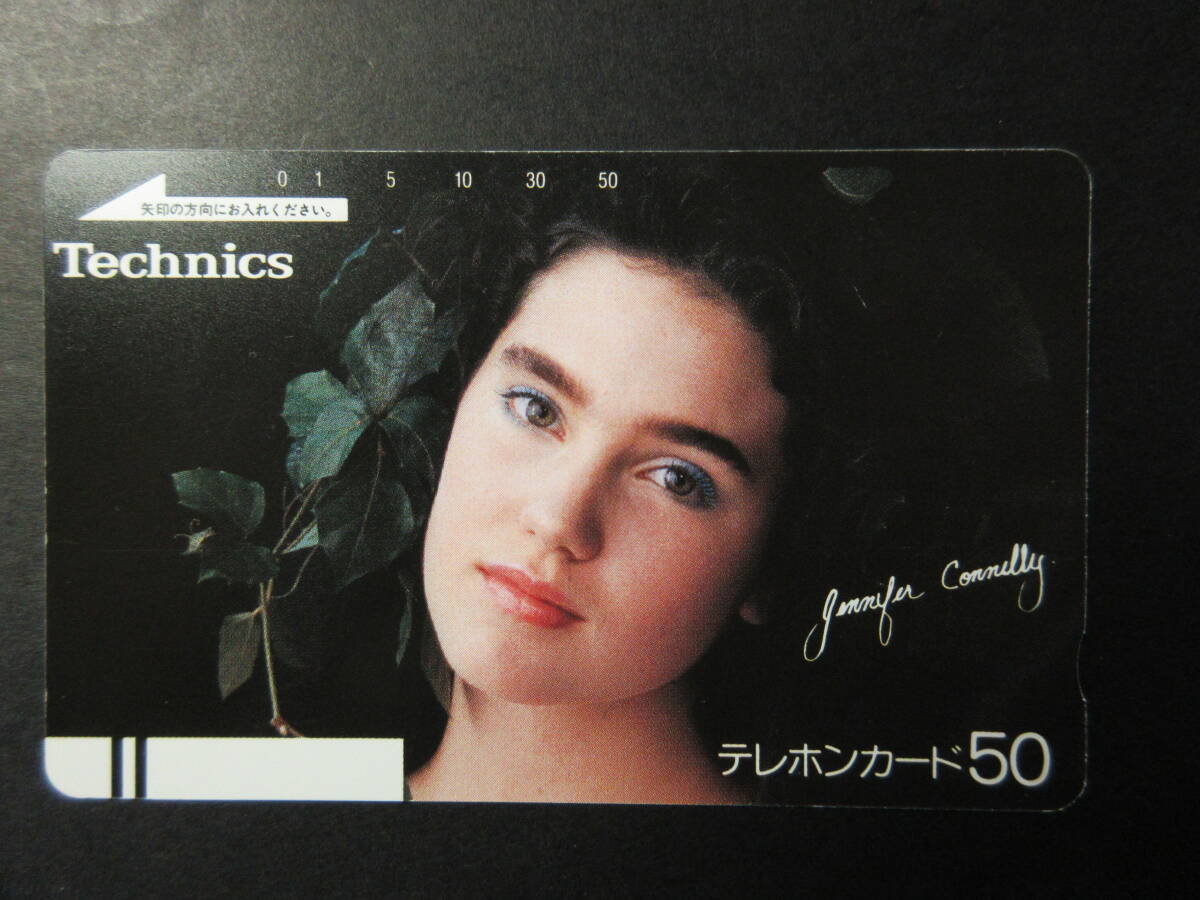 0 1 5 10 30 50
矢印の方向にお入れください。
Technics
Jennifer Connelly
テレホンカード50